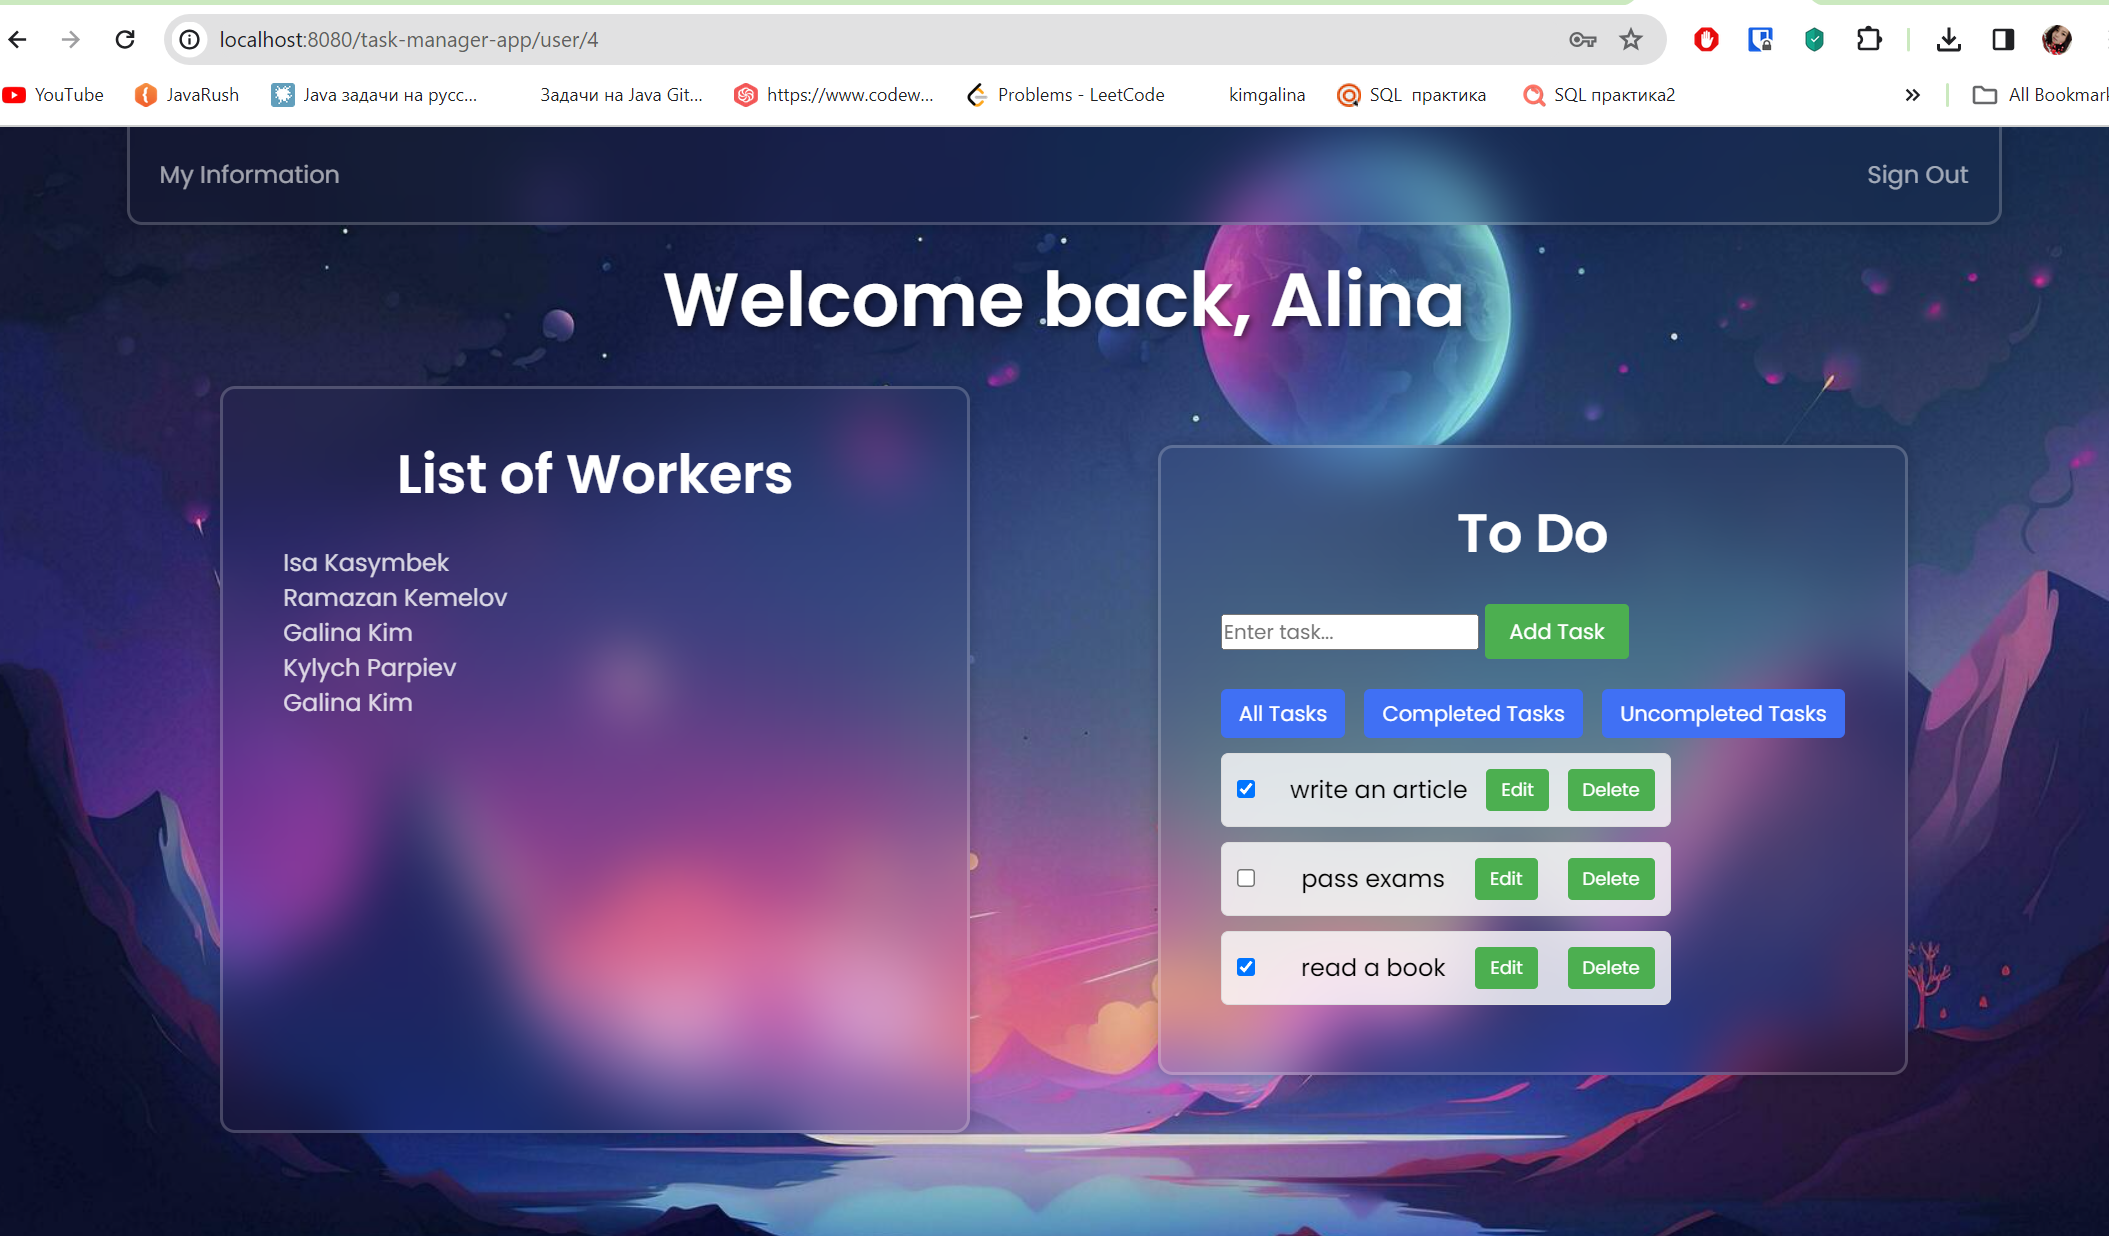 localhost:8080/task-manager-app/user/4
YouTube JavaRush Java задачи на русс... Задачи на Java Git... https://www.codew... Problems - LeetCode kimgalina SQL практика SQL практика2 » All Bookmar
My Information Sign Out
Welcome back, Alina
List of Workers
Isa Kasymbek
Ramazan Kemelov
Galina Kim
Kylych Parpiev
Galina Kim
To Do
Enter task... Add Task
All Tasks Completed Tasks Uncompleted Tasks
write an article Edit Delete
pass exams Edit Delete
read a book Edit Delete